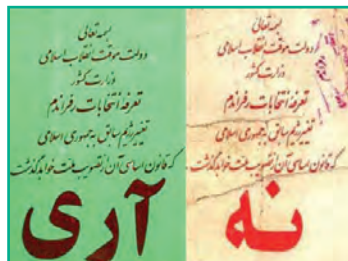 بسمه تعالی
دولت موقت انقلاب اسلامی
وزارت کشور
تعرفه انتخابات رفراندم
تغییر رژیم سابق به جمهوری اسلامی
که قانون اساسی آن از تصویب ملت خواهد گذشت
نه
بسمه تعالی
دولت موقت انقلاب اسلامی
وزارت کشور
تعرفه انتخابات رفراندم
تغییر رژیم سابق به جمهوری اسلامی
که قانون اساسی آن از تصویب ملت خواهد گذشت
آری